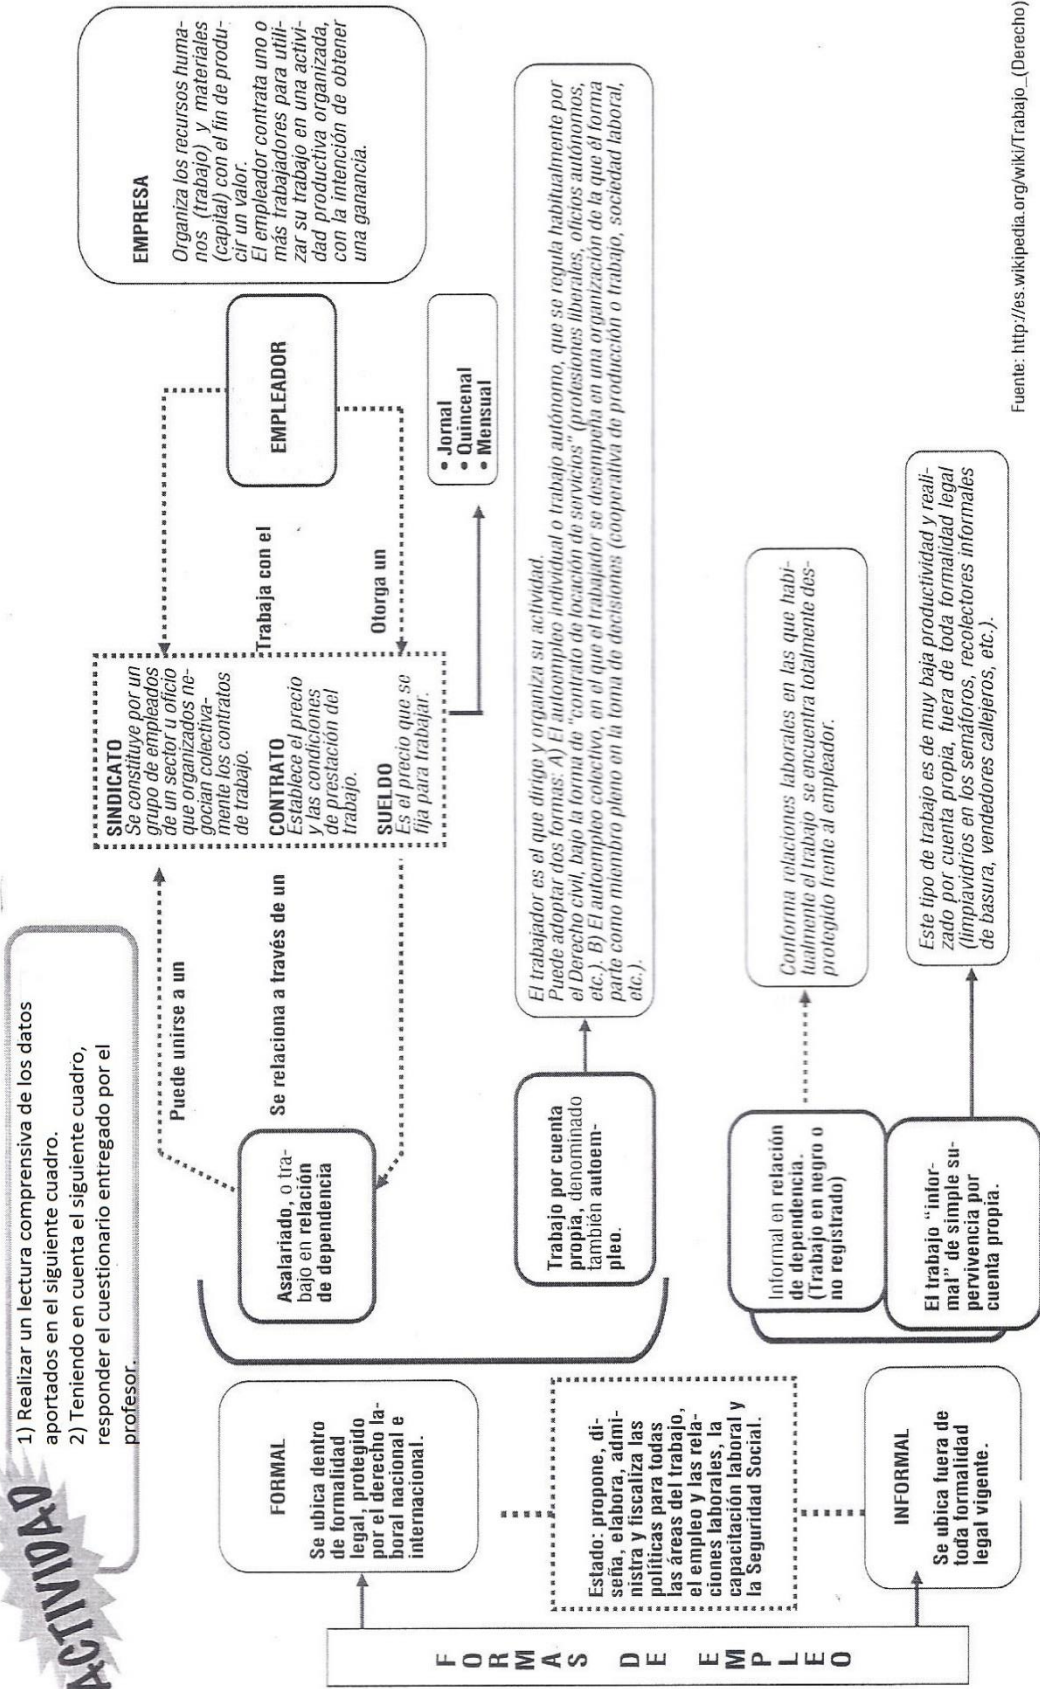 ACTIVIDAD
1) Realizar un lectura comprensiva de los datos
aportados en el siguiente cuadro.
2) Teniendo en cuenta el siguiente cuadro,
responder el cuestionario entregado por el
profesor.
FORMAS DE EMPLEO
FORMAL
Se ubica dentro
de formalidad
legal, protegido
por el derecho la-
boral nacional e
internacional.
Estado: propone, di-
seña, elabora, admi-
nistra y fiscaliza las
políticas para todas
las áreas del trabajo,
el empleo y las rela-
ciones laborales, la
capacitación laboral y
la Seguridad Social.
INFORMAL
Se ubica fuera de
toda formalidad
legal vigente.
Asalariado, o tra-
bajo en relación
de dependencia
Puede unirse a un
Se relaciona a través de un
SINDICATO
Se constituye por un
grupo de empleados
de un sector u oficio
que organizados ne-
gocian colectiva-
mente los contratos
de trabajo.
CONTRATO
Establece el precio
y las condiciones
de prestación del
trabajo.
SUELDO
Es el precio que se
fija para trabajar.
Trabaja con el
Otorga un
EMPLEADOR
• Jornal
• Quincenal
• Mensual
EMPRESA
Organiza los recursos huma-
nos (trabajo) y materiales
(capital) con el fin de produ-
cir un valor.
El empleador contrata uno o
más trabajadores para utili-
zar su trabajo en una activi-
dad productiva organizada,
con la intención de obtener
una ganancia.
Trabajo por cuenta
propia, denominado
también autoem-
pleo.
El trabajador es el que dirige y organiza su actividad.
Puede adoptar dos formas: A) El autoempleo individual o trabajo autónomo, que se regula habitualmente por
el Derecho civil, bajo la forma de "contrato de locación de servicios" (profesiones liberales, oficios autónomos,
etc.). B) El autoempleo colectivo, en el que el trabajador se desempeña en una organización de la que él forma
parte como miembro pleno en la toma de decisiones (cooperativa de producción o trabajo, sociedad laboral,
etc.).
Informal en relación
de dependencia.
(Trabajo en negro o
no registrado)
Conforma relaciones laborales en las que habi-
tualmente el trabajo se encuentra totalmente des-
protegido frente al empleador.
El trabajo "infor-
mal" de simple su-
pervivencia por
cuenta propia.
Este tipo de trabajo es de muy baja productividad y reali-
zado por cuenta propia, fuera de toda formalidad legal
(limpiavidrios en los semáforos, recolectores informales
de basura, vendedores callejeros, etc.).
Fuente: http://es.wikipedia.org/wiki/Trabajo_(Derecho)